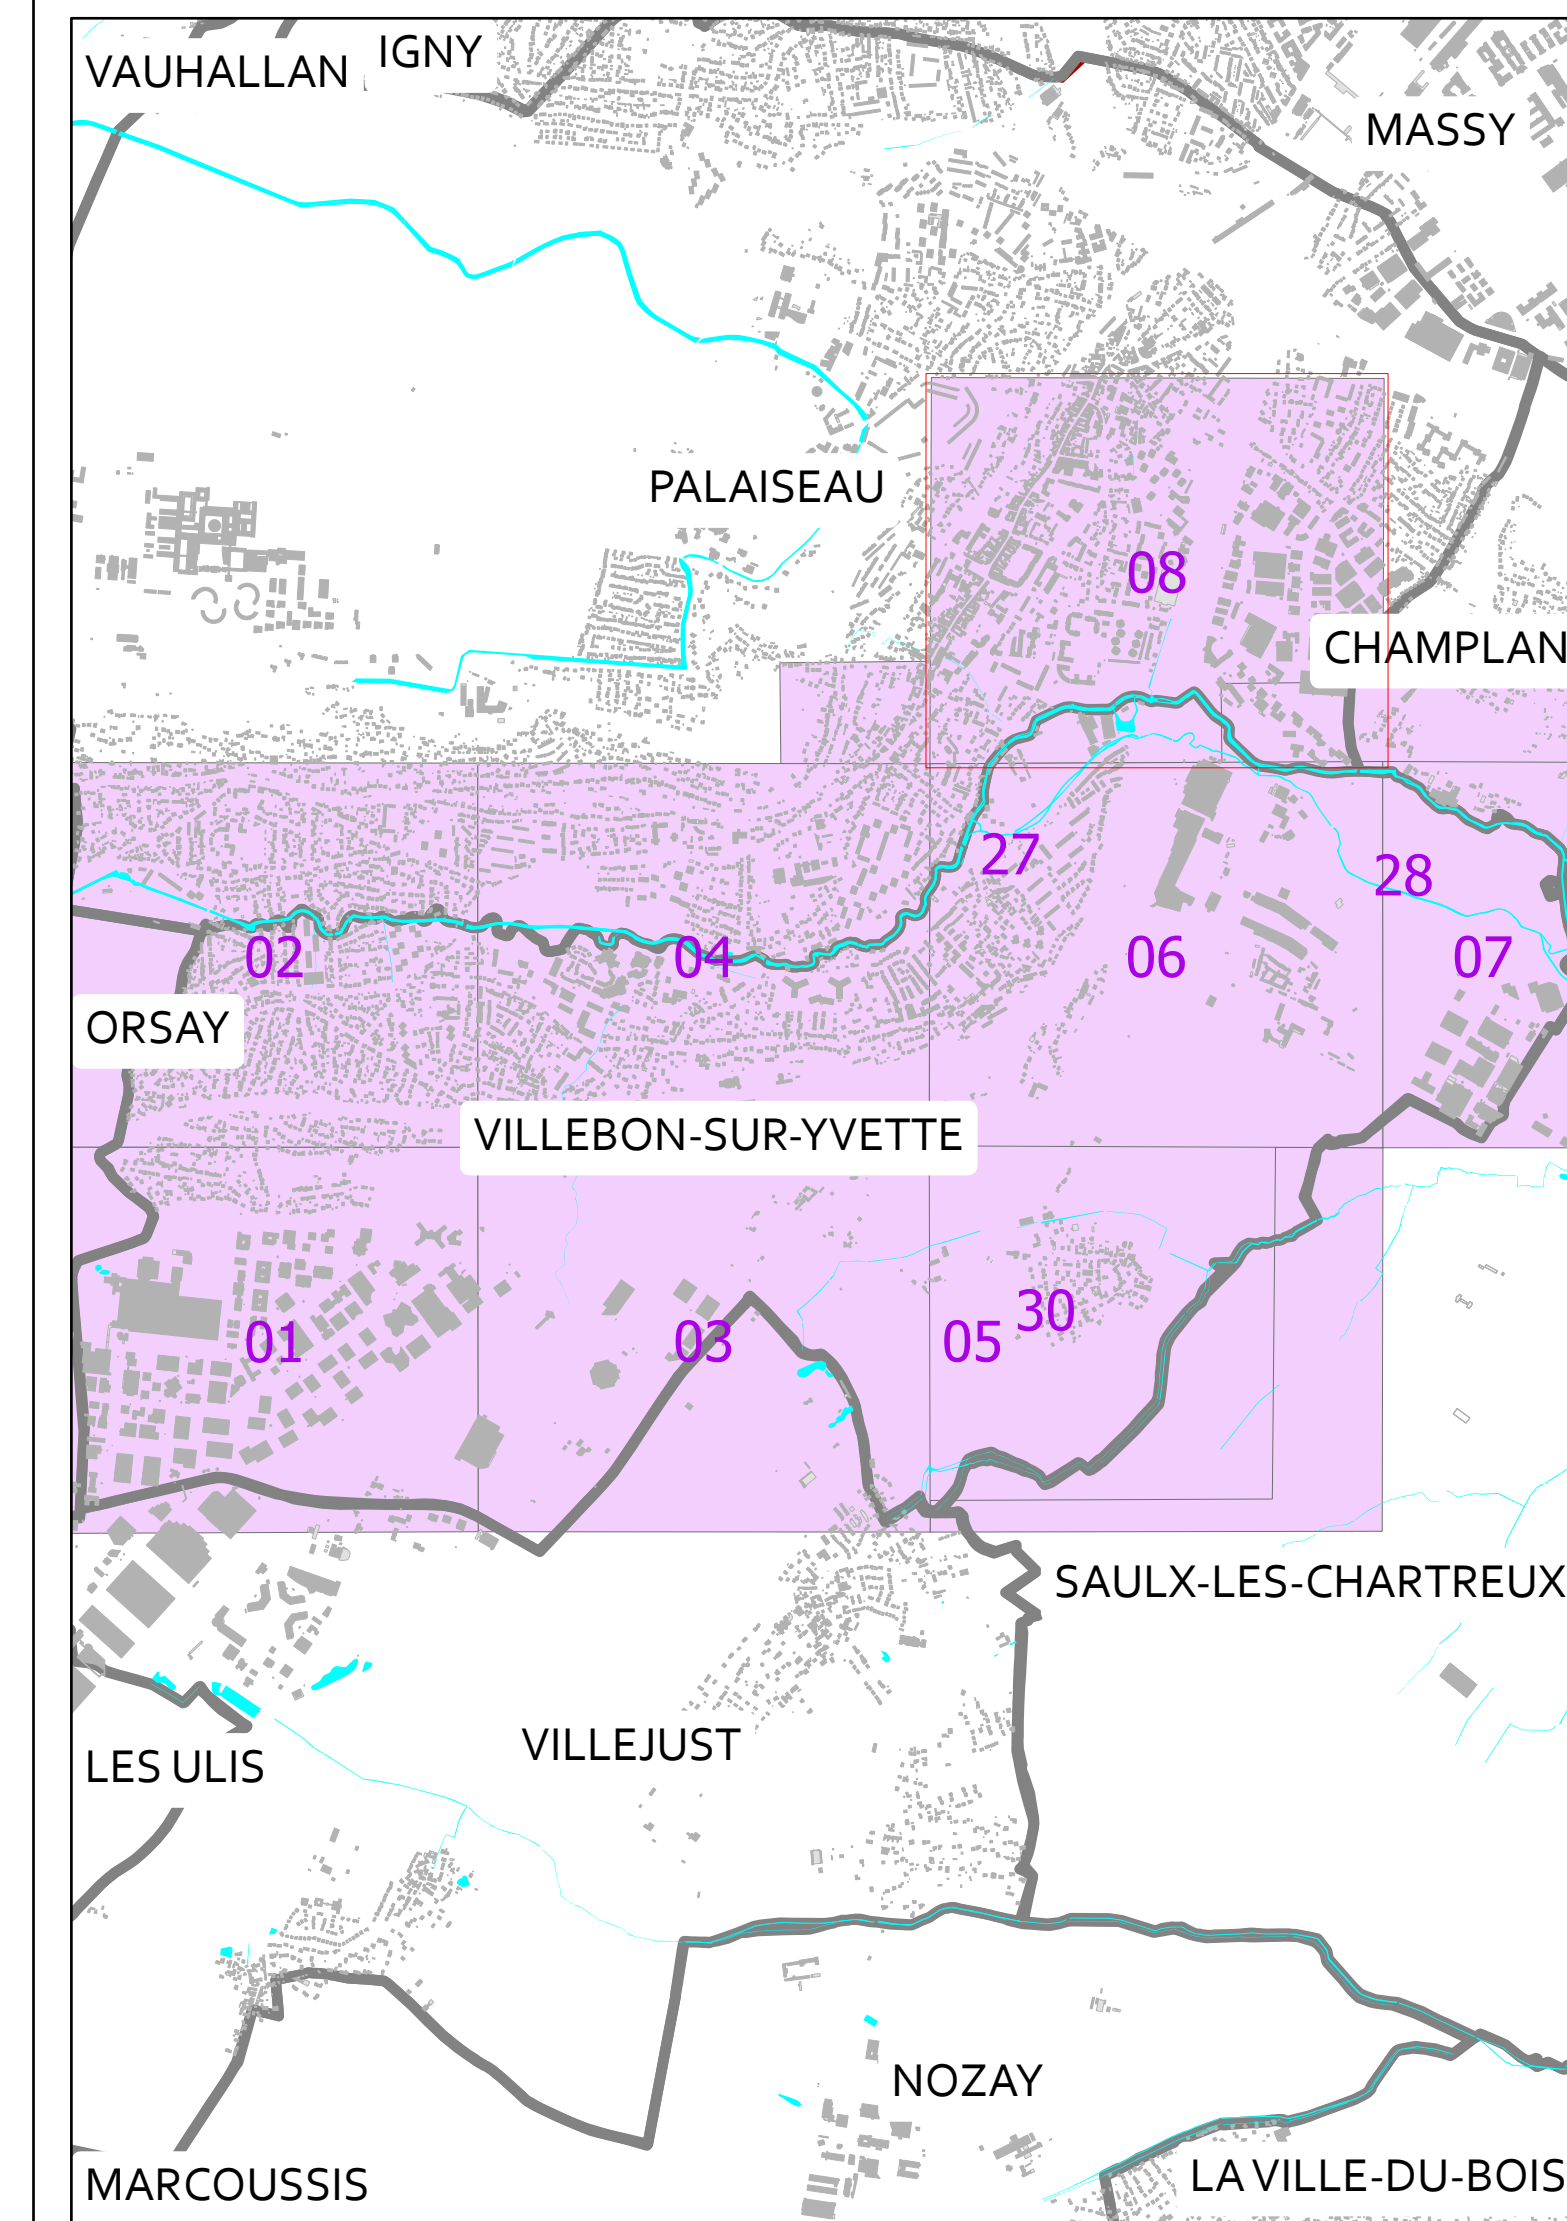 IGNY
VAUHALLAN
MASSY
PALAISEAU
08
CHAMPLAN
27
28
02
04
06
07
ORSAY
VILLEBON-SUR-YVETTE
30
01
03
05
SAULX-LES-CHARTREUX
VILLEJUST
LES ULIS
NOZAY
MARCOUSSIS
LA VILLE-DU-BOIS